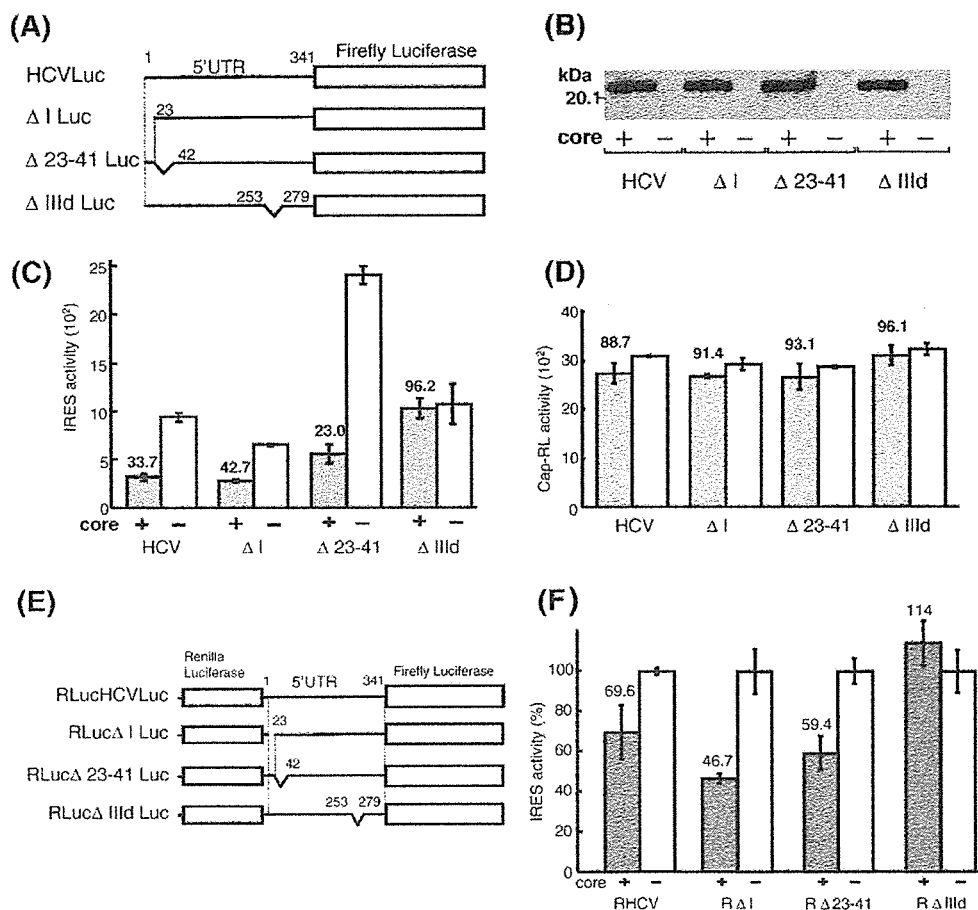 (A)
1 341 Firefly Luciferase
HCVLuc 5'UTR
Δ I Luc 23
Δ 23-41 Luc 42
Δ IIId Luc 253 279
(B)
kDa
20.1
core + − + − + − + −
HCV Δ I Δ 23-41 Δ IIId
(C)
IRES activity (10²)
25
20
15
10
5
0
33.7 42.7 23.0 96.2
core + − + − + − + −
HCV Δ I Δ 23-41 Δ IIId
(D)
Cap-RL activity (10²)
40
30
20
10
0
88.7 91.4 93.1 96.1
HCV Δ I Δ 23-41 Δ IIId
(E)
Renilla
Luciferase
1 5'UTR 341 Firefly Luciferase
RLucHCVLuc
RLucΔ I Luc 23
RLucΔ 23-41 Luc 42
RLucΔ IIId Luc 253 279
(F)
IRES activity (%)
100
80
60
40
20
0
69.6 46.7 59.4 114
core + − + − + − + −
RHCV R Δ I R Δ23-41 R ΔIIId